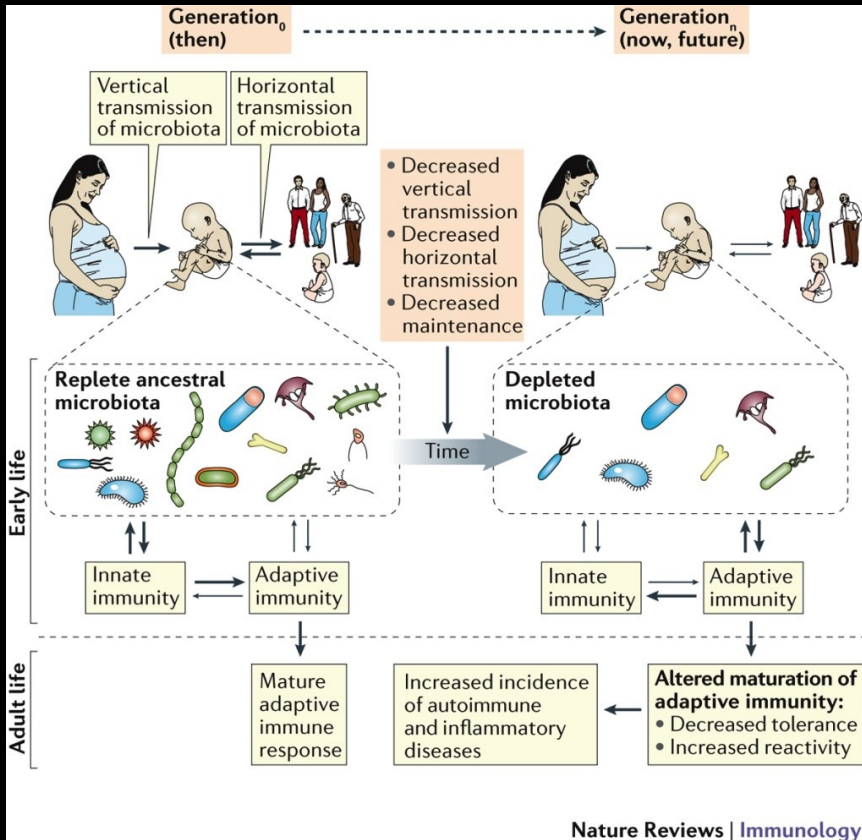 Generation0
(then)
Generationn
(now, future)
Vertical
transmission
of microbiota
Horizontal
transmission
of microbiota
• Decreased
vertical
transmission
• Decreased
horizontal
transmission
• Decreased
maintenance
Early life
Replete ancestral
microbiota
Time
Depleted
microbiota
Innate
immunity
Adaptive
immunity
Innate
immunity
Adaptive
immunity
Adult life
Mature
adaptive
immune
response
Increased incidence
of autoimmune
and inflammatory
diseases
Altered maturation of
adaptive immunity:
• Decreased tolerance
• Increased reactivity
Nature Reviews | Immunology